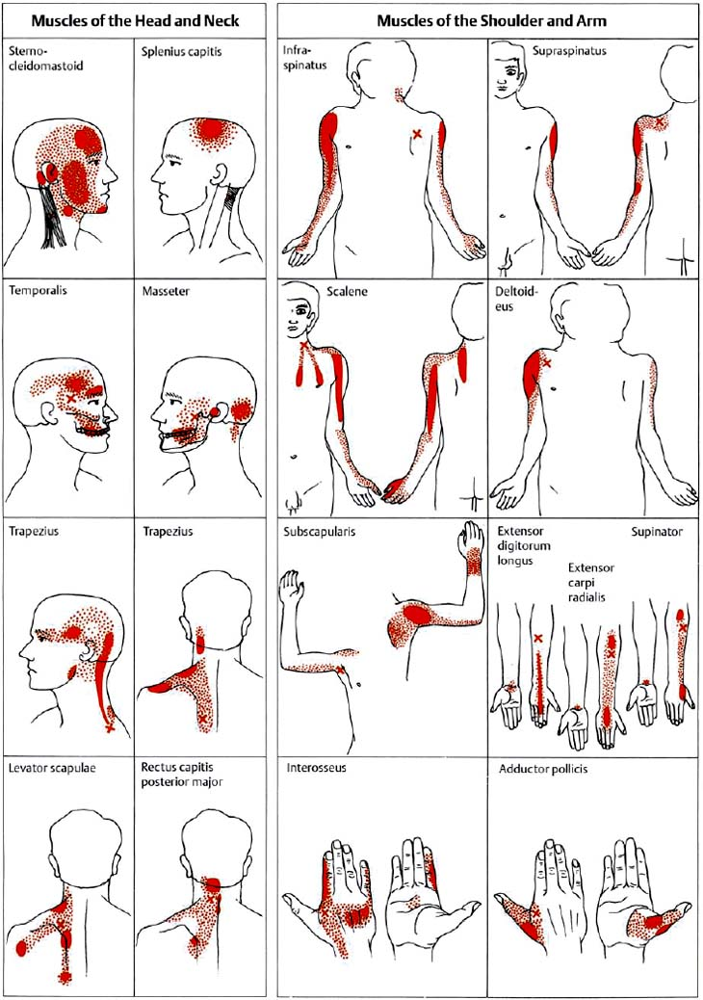 Muscles of the Head and Neck
Sterno-
cleidomastoid
Splenius capitis
Temporalis
Masseter
Trapezius
Trapezius
Levator scapulae
Rectus capitis
posterior major
Muscles of the Shoulder and Arm
Infra-
spinatus
Supraspinatus
Scalene
Deltoid-
eus
Subscapularis
Extensor
digitorum
longus
Extensor
carpi
radialis
Supinator
Interosseus
Adductor pollicis